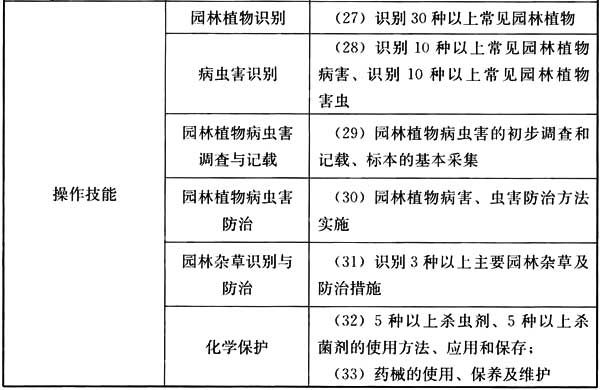 操作技能
园林植物识别
（27）识别30种以上常见园林植物
病虫害识别
（28）识别10种以上常见园林植物
病害、识别10种以上常见园林植物
害虫
园林植物病虫害
调查与记载
（29）园林植物病虫害的初步调查和
记载、标本的基本采集
园林植物病虫害
防治
（30）园林植物病害、虫害防治方法
实施
园林杂草识别与
防治
（31）识别3种以上主要园林杂草及
防治措施
化学保护
（32）5种以上杀虫剂、5种以上杀
菌剂的使用方法、应用和保存；
（33）药械的使用、保养及维护